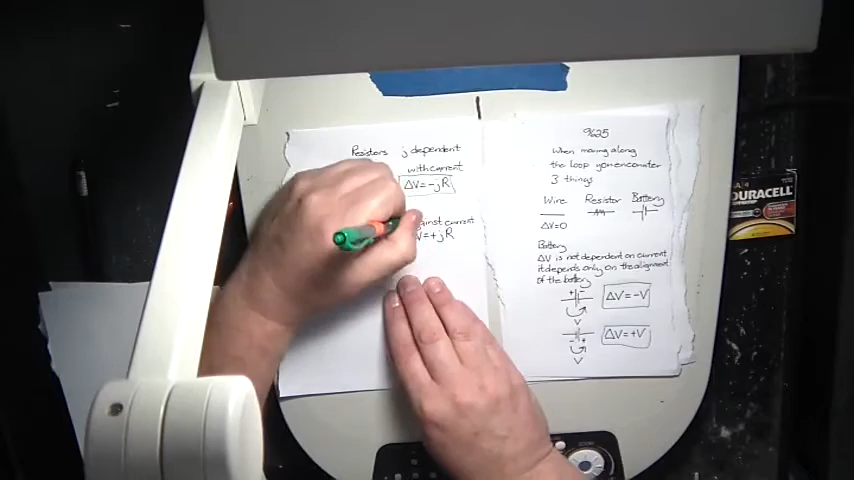 Resistors j dependent
with current
ΔV = -jR
against current
V = +jR
9/25
When moving along
the loop you encounter
3 things
Wire Resistor Battery
ΔV=0
Battery
ΔV is not dependent on current
it depends only on the alignment
of the battery
+ -
ΔV = -V
V
- +
ΔV = +V
V
DURACELL